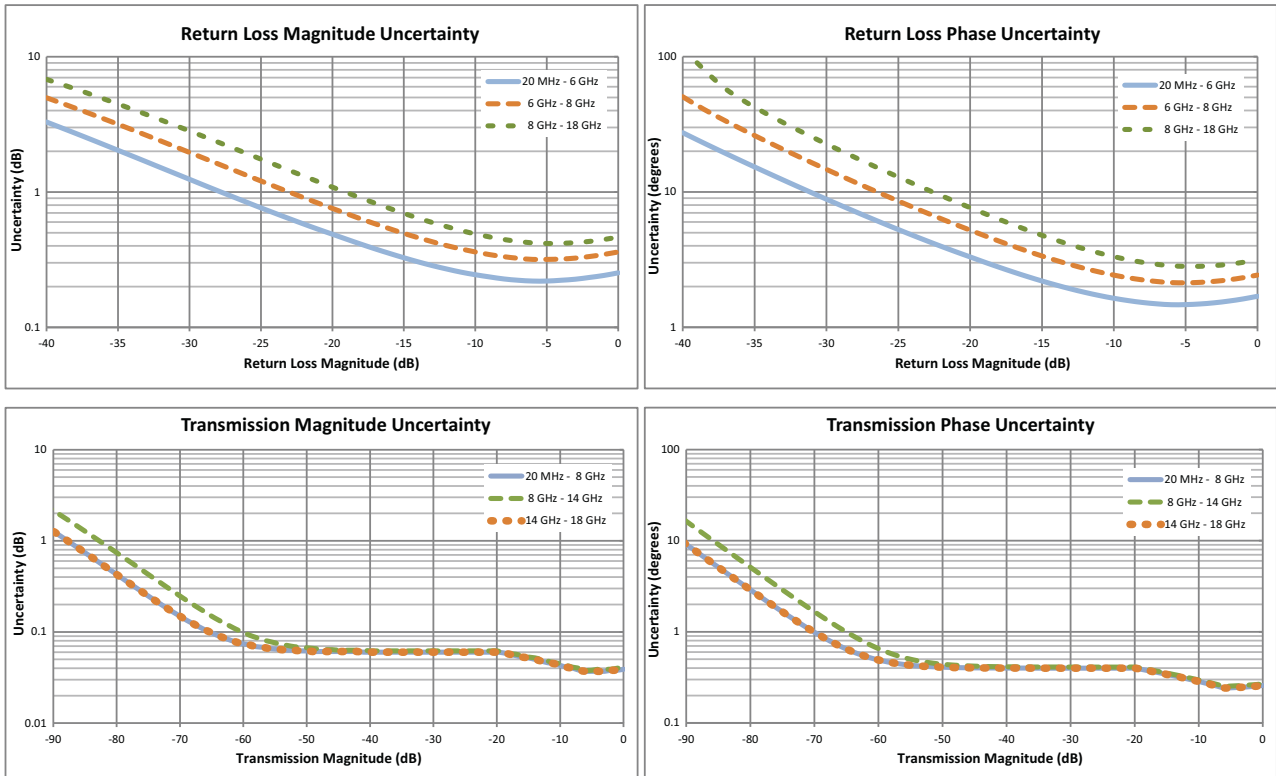 Return Loss Magnitude Uncertainty
Uncertainty (dB)
10
1
0.1
20 MHz - 6 GHz
6 GHz - 8 GHz
8 GHz - 18 GHz
-40 -35 -30 -25 -20 -15 -10 -5 0
Return Loss Magnitude (dB)
Return Loss Phase Uncertainty
Uncertainty (degrees)
100
10
1
20 MHz - 6 GHz
6 GHz - 8 GHz
8 GHz - 18 GHz
-40 -35 -30 -25 -20 -15 -10 -5 0
Return Loss Magnitude (dB)
Transmission Magnitude Uncertainty
Uncertainty (dB)
10
1
0.1
0.01
20 MHz - 8 GHz
8 GHz - 14 GHz
14 GHz - 18 GHz
-90 -80 -70 -60 -50 -40 -30 -20 -10 0
Transmission Magnitude (dB)
Transmission Phase Uncertainty
Uncertainty (degrees)
100
10
1
0.1
20 MHz - 8 GHz
8 GHz - 14 GHz
14 GHz - 18 GHz
-90 -80 -70 -60 -50 -40 -30 -20 -10 0
Transmission Magnitude (dB)